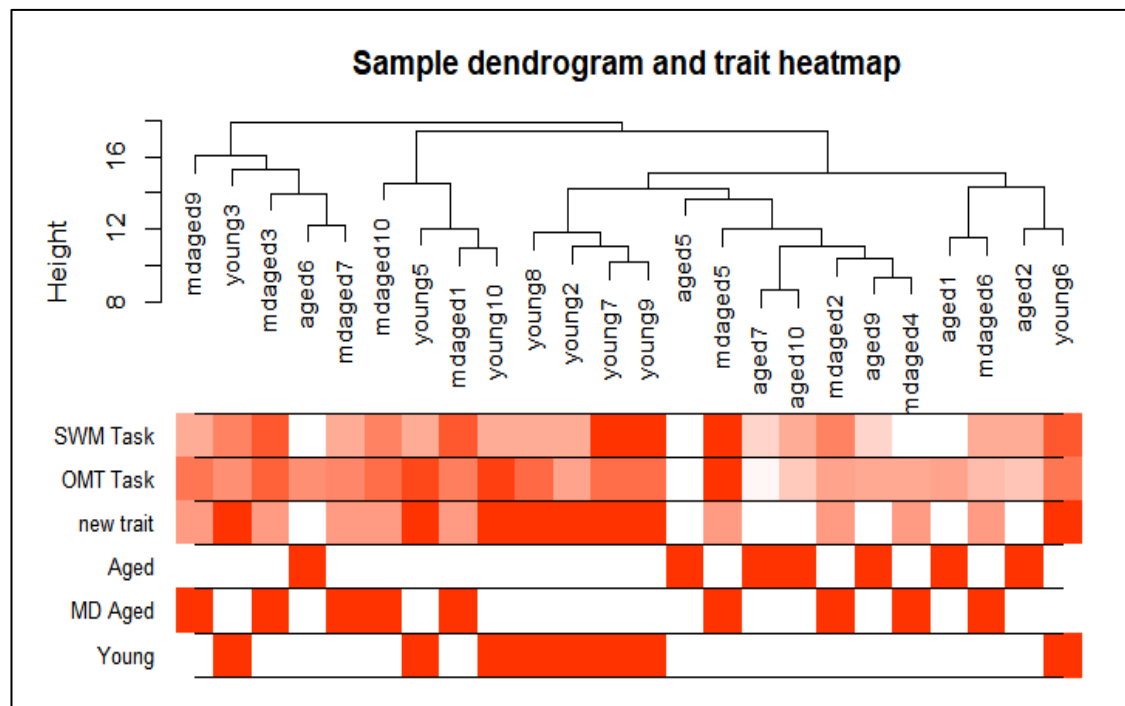 Sample dendrogram and trait heatmap
Height
16
12
8
mdaged9
young3
mdaged3
aged6
mdaged7
mdaged10
young5
mdaged1
young10
young8
young2
young7
young9
aged5
mdaged5
aged7
aged10
mdaged2
aged9
mdaged4
aged1
mdaged6
aged2
young6
SWM Task
OMT Task
new trait
Aged
MD Aged
Young